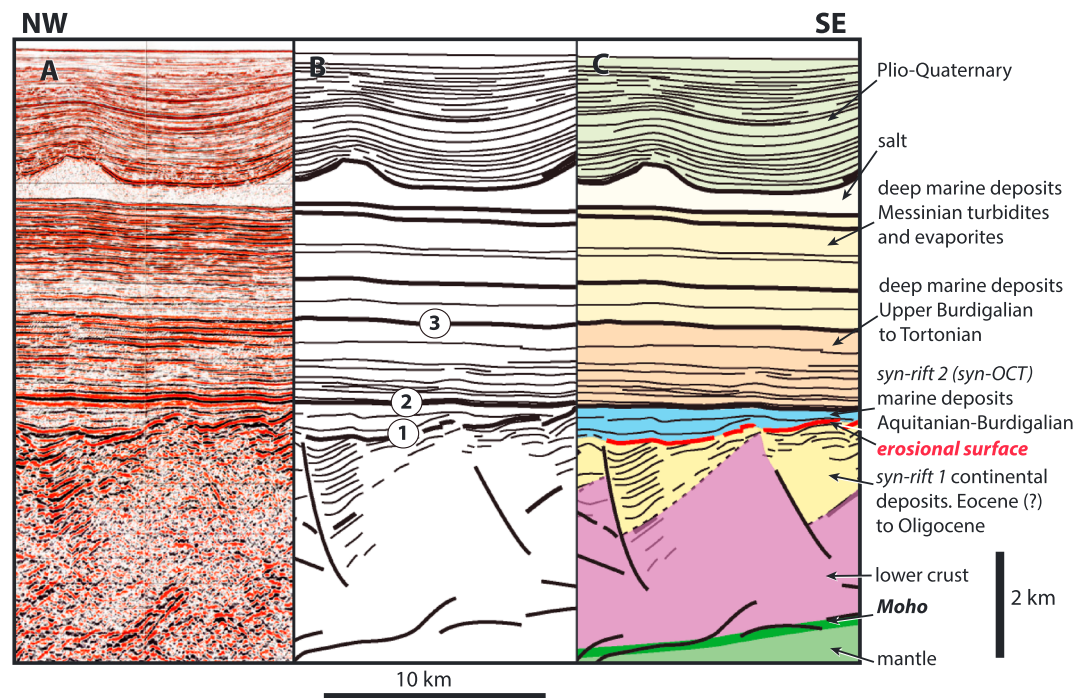 NW
SE
A
B
C
Plio-Quaternary
salt
deep marine deposits
Messinian turbidites
and evaporites
deep marine deposits
Upper Burdigalian
to Tortonian
3
syn-rift 2 (syn-OCT)
marine deposits
Aquitanian-Burdigalian
2
1
erosional surface
syn-rift 1 continental
deposits. Eocene (?)
to Oligocene
lower crust
Moho
2 km
mantle
10 km